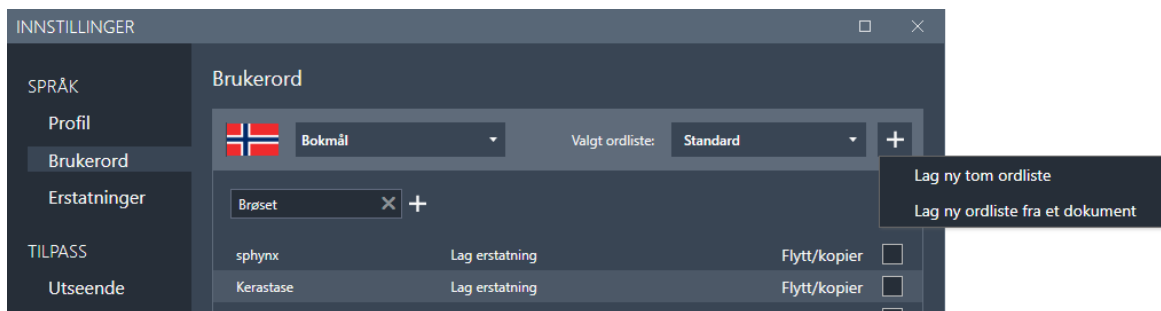 INNSTILLINGER
SPRÅK
Profil
Brukerord
Erstatninger
TILPASS
Utseende
Brukerord
Bokmål
Valgt ordliste:
Standard
Lag ny tom ordliste
Lag ny ordliste fra et dokument
Brøset
sphynx Lag erstatning Flytt/kopier
Kerastase Lag erstatning Flytt/kopier